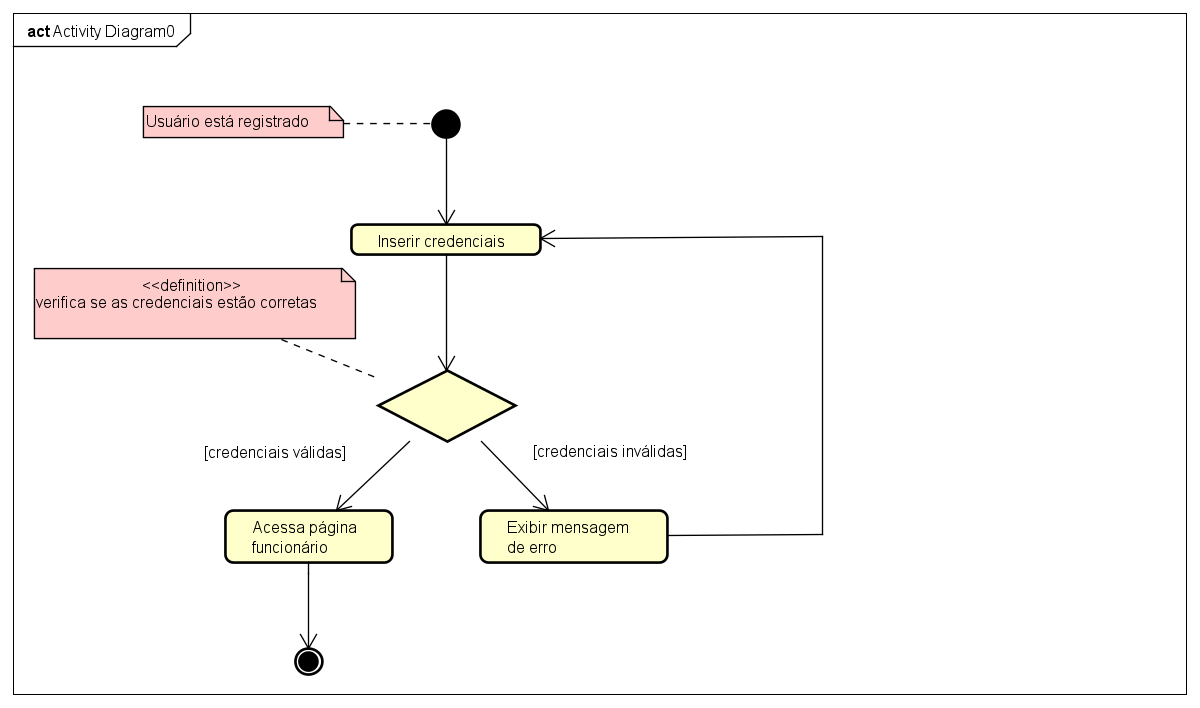 act Activity Diagram0
Usuário está registrado
Inserir credenciais
<<definition>>
verifica se as credenciais estão corretas
[credenciais válidas]
[credenciais inválidas]
Acessa página
funcionário
Exibir mensagem
de erro